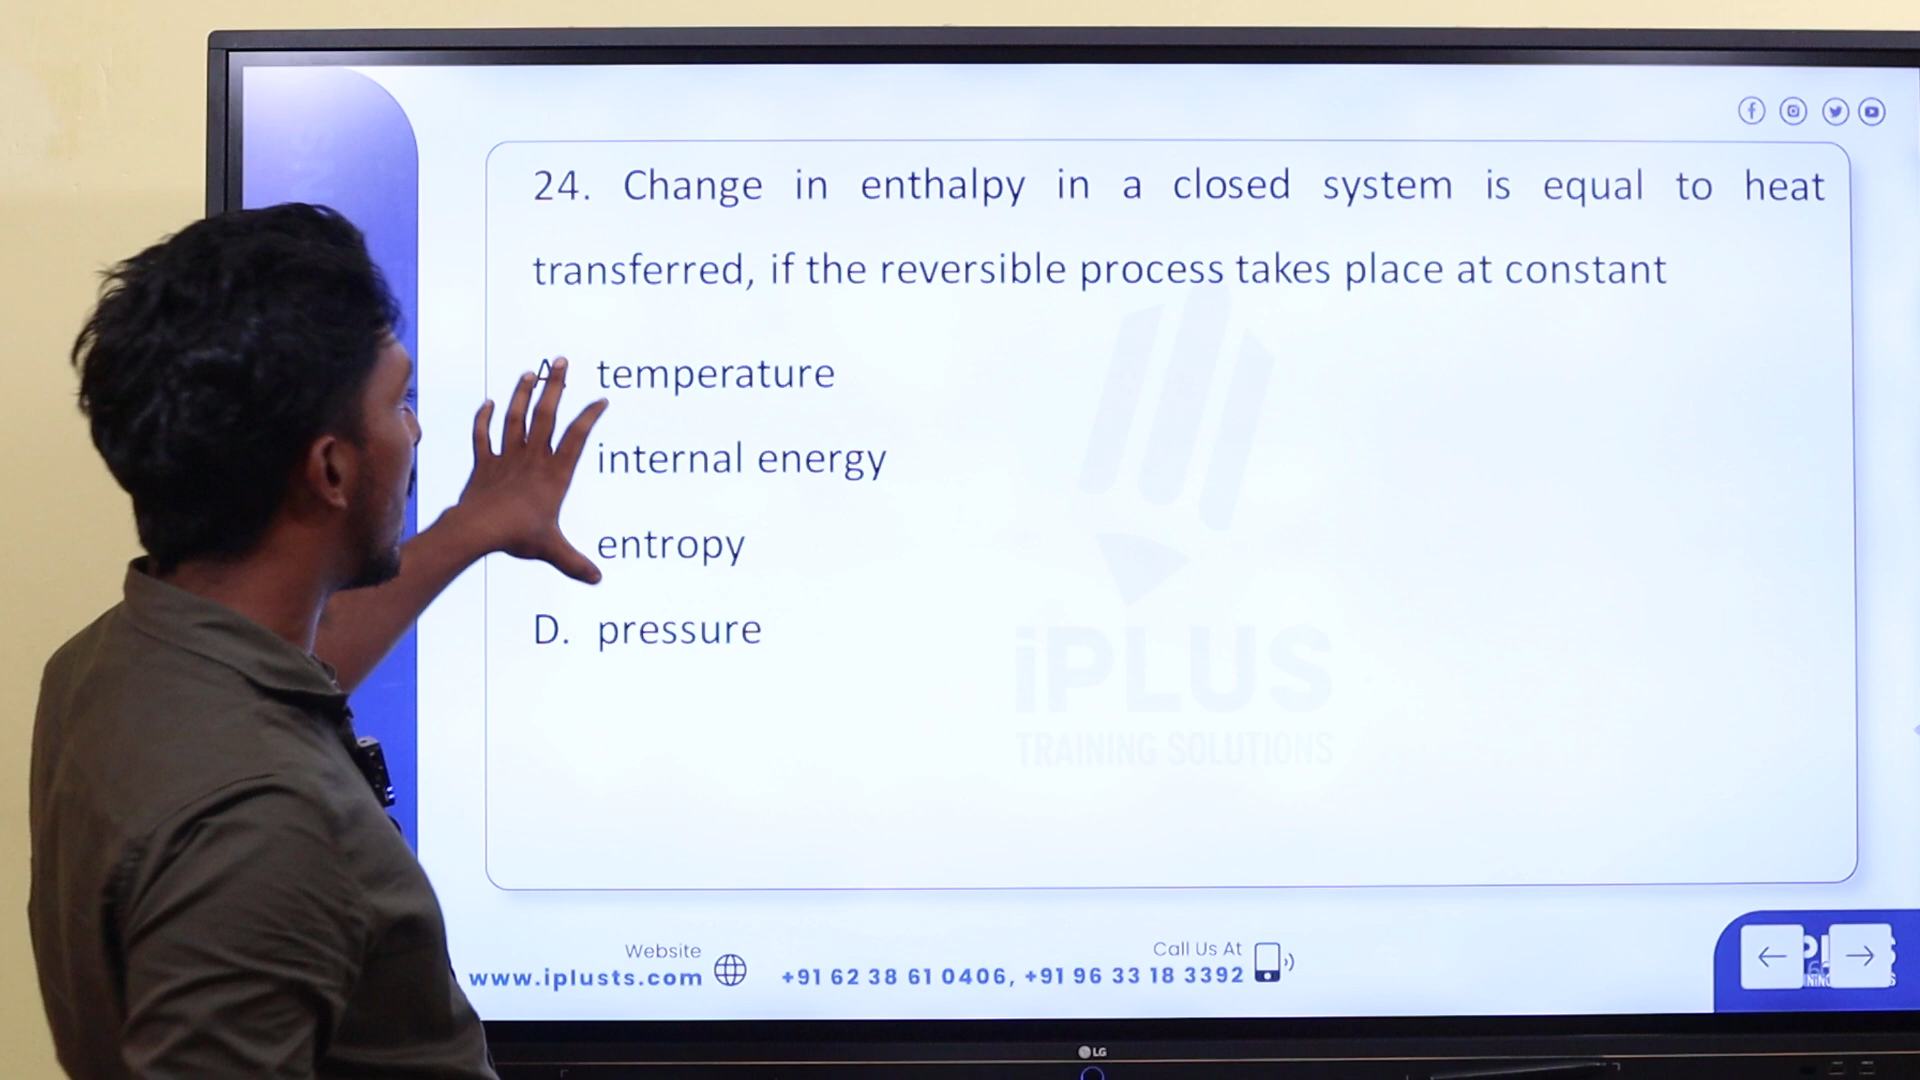 24. Change in enthalpy in a closed system is equal to heat
transferred, if the reversible process takes place at constant
A. temperature
internal energy
entropy
D. pressure
iPLUS
TRAINING SOLUTIONS
Website
www.iplusts.com
Call Us At
+91 62 38 61 0406, +91 96 33 18 3392
LG